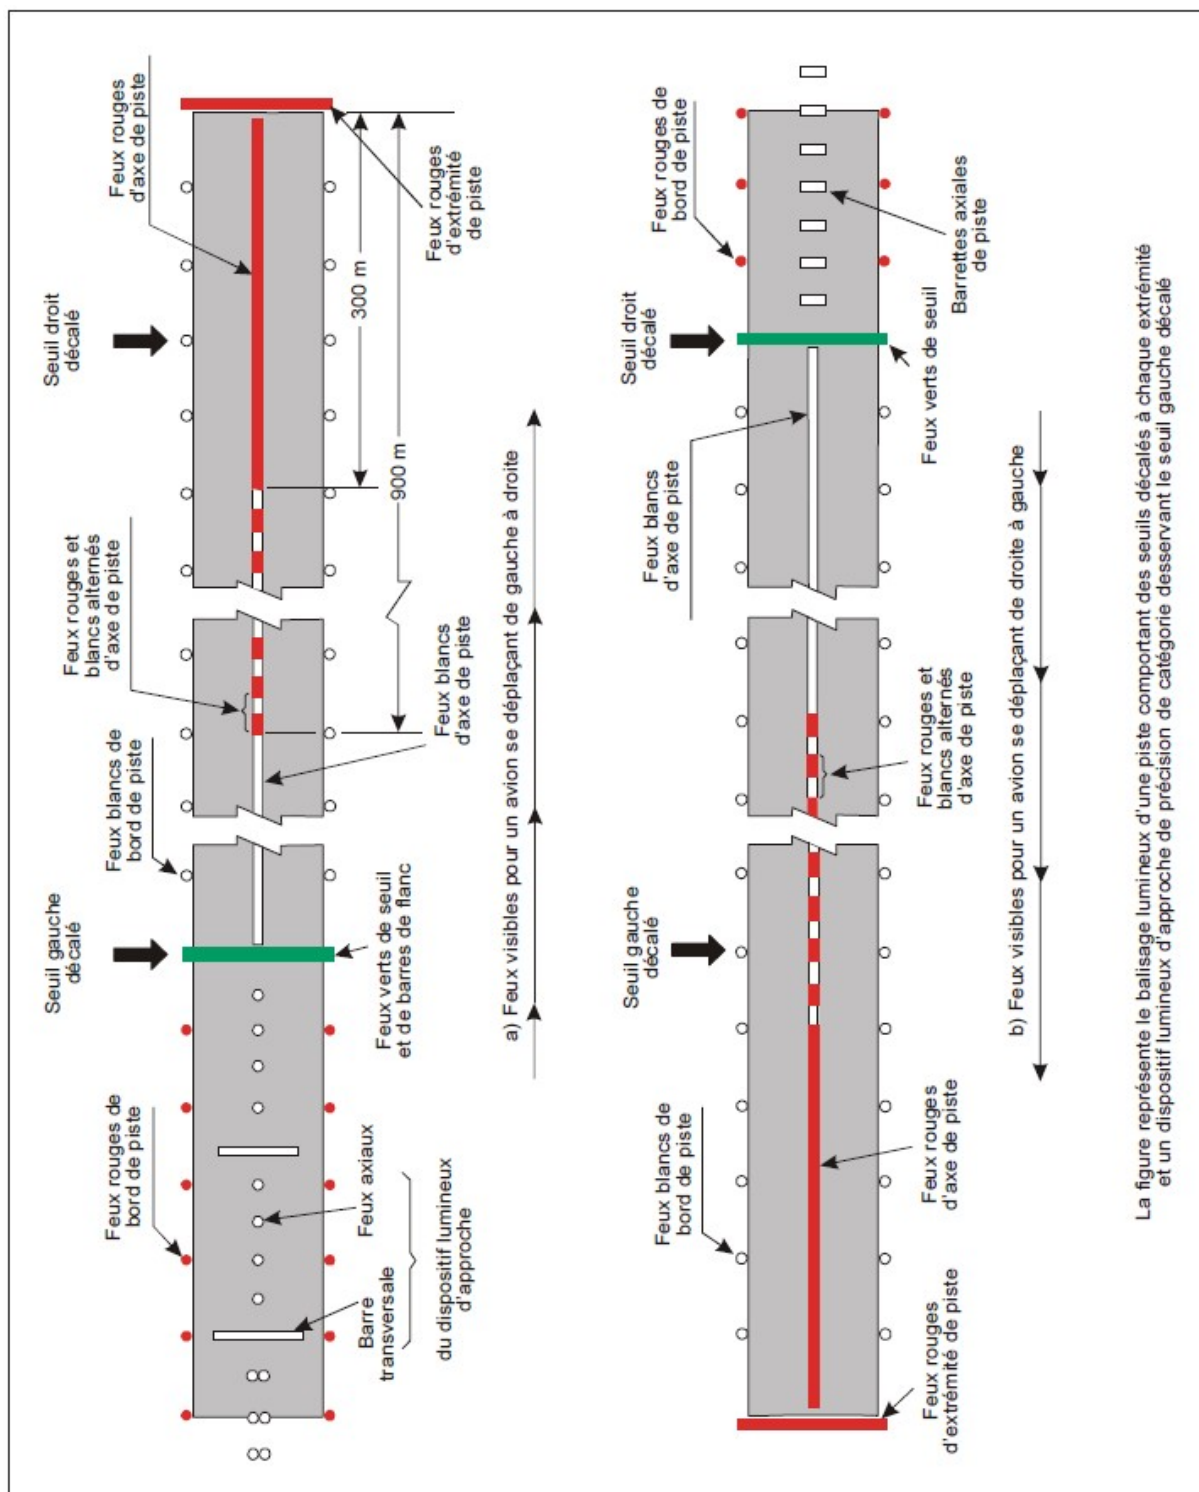 Seuil gauche
décalé
Seuil droit
décalé
Feux rouges de
bord de piste
Feux blancs de
bord de piste
Feux rouges et
blancs alternés
d'axe de piste
Feux rouges
d'axe de piste
Barre
transversale
Feux axiaux
du dispositif lumineux
d'approche
Feux verts de seuil
et de barres de flanc
Feux blancs
d'axe de piste
300 m
900 m
Feux rouges
d'extrémité
de piste
a) Feux visibles pour un avion se déplaçant de gauche à droite
Seuil gauche
décalé
Seuil droit
décalé
Feux blancs de
bord de piste
Feux blancs
d'axe de piste
Feux rouges de
bord de piste
Feux rouges
d'extrémité de piste
Feux rouges
d'axe de piste
Feux rouges et
blancs alternés
d'axe de piste
Feux verts de seuil
Barrettes axiales
de piste
b) Feux visibles pour un avion se déplaçant de droite à gauche
La figure représente le balisage lumineux d'une piste comportant des seuils décalés à chaque extrémité
et un dispositif lumineux d'approche de précision de catégorie desservant le seuil gauche décalé